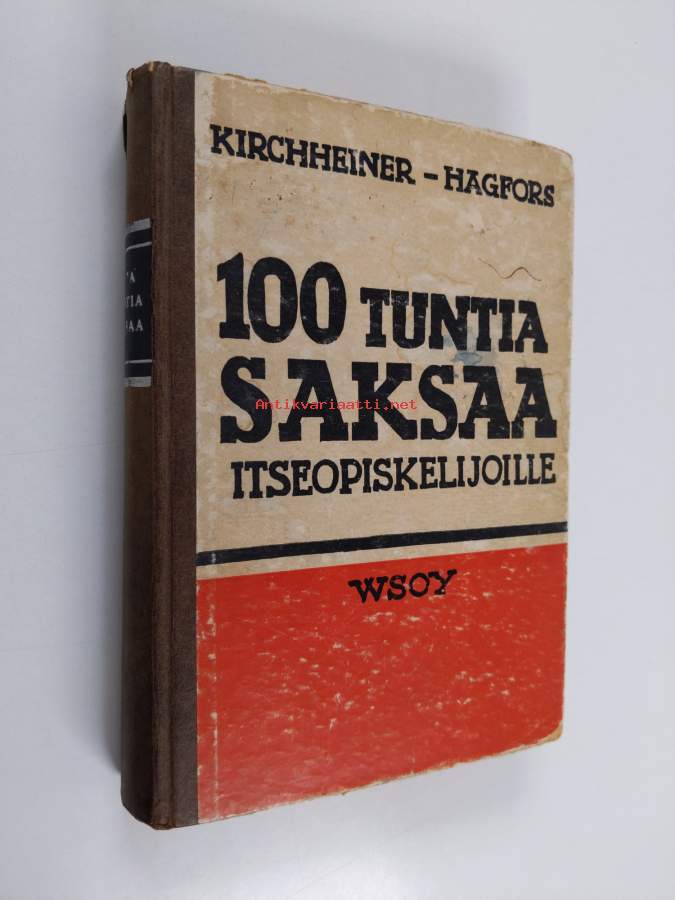 KIRCHHEINER – HAGFORS
100 TUNTIA
SAKSAA
ITSEOPISKELIJOILLE
WSOY
Antikvariaatti.net